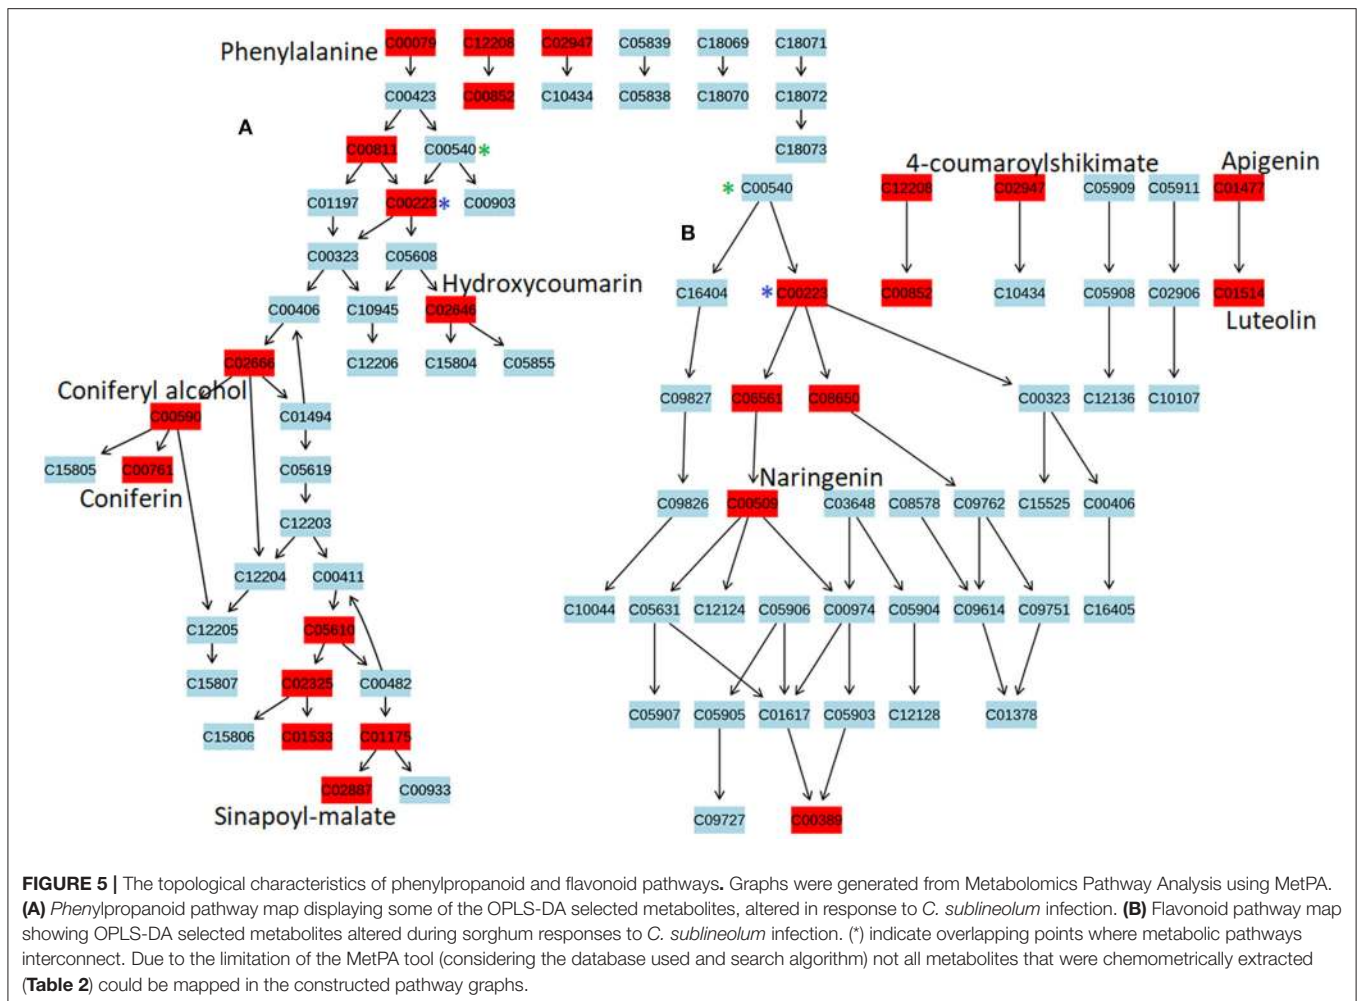 Phenylalanine C00079 C12208 C02947 C05839 C18069 C18071
C00423 C00852 C10434 C05838 C18070 C18072
A
C00811 C00540 * C18073
C01197 C00223 * C00903
C00323 C05608
Hydroxycoumarin
C00406 C10945 C02646
C02666 C12206 C15804 C05855
Coniferyl alcohol
C00590 C01494
C15805 C00761 C05619
Coniferin
C12203
C12204 C00411
C12205 C05610
C15807 C02325 C00482
C15806 C01533 C01175
C02887 C00933
Sinapoyl-malate
4-coumaroylshikimate Apigenin
* C00540 C12208 C02947 C05909 C05911 C01477
B
C16404 * C00223 C00852 C10434 C05908 C02906 C01514
Luteolin
C09827 C06561 C08650 C00323 C12136 C10107
Naringenin
C09826 C00509 C03648 C08578 C09762 C15525 C00406
C10044 C05631 C12124 C05906 C00974 C05904 C09614 C09751 C16405
C05907 C05905 C01617 C05903 C12128 C01378
C09727 C00389
FIGURE 5 | The topological characteristics of phenylpropanoid and flavonoid pathways. Graphs were generated from Metabolomics Pathway Analysis using MetPA.
(A) Phenylpropanoid pathway map displaying some of the OPLS-DA selected metabolites, altered in response to C. sublineolum infection. (B) Flavonoid pathway map
showing OPLS-DA selected metabolites altered during sorghum responses to C. sublineolum infection. (*) indicate overlapping points where metabolic pathways
interconnect. Due to the limitation of the MetPA tool (considering the database used and search algorithm) not all metabolites that were chemometrically extracted
(Table 2) could be mapped in the constructed pathway graphs.